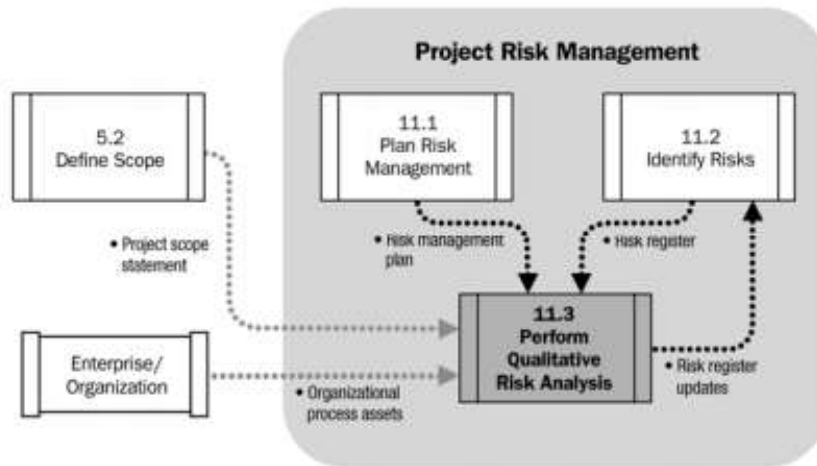 Project Risk Management
5.2
Define Scope
11.1
Plan Risk
Management
11.2
Identify Risks
• Project scope
statement
• Risk management
plan
• Risk register
11.3
Perform
Qualitative
Risk Analysis
Enterprise/
Organization
• Organizational
process assets
• Risk register
updates